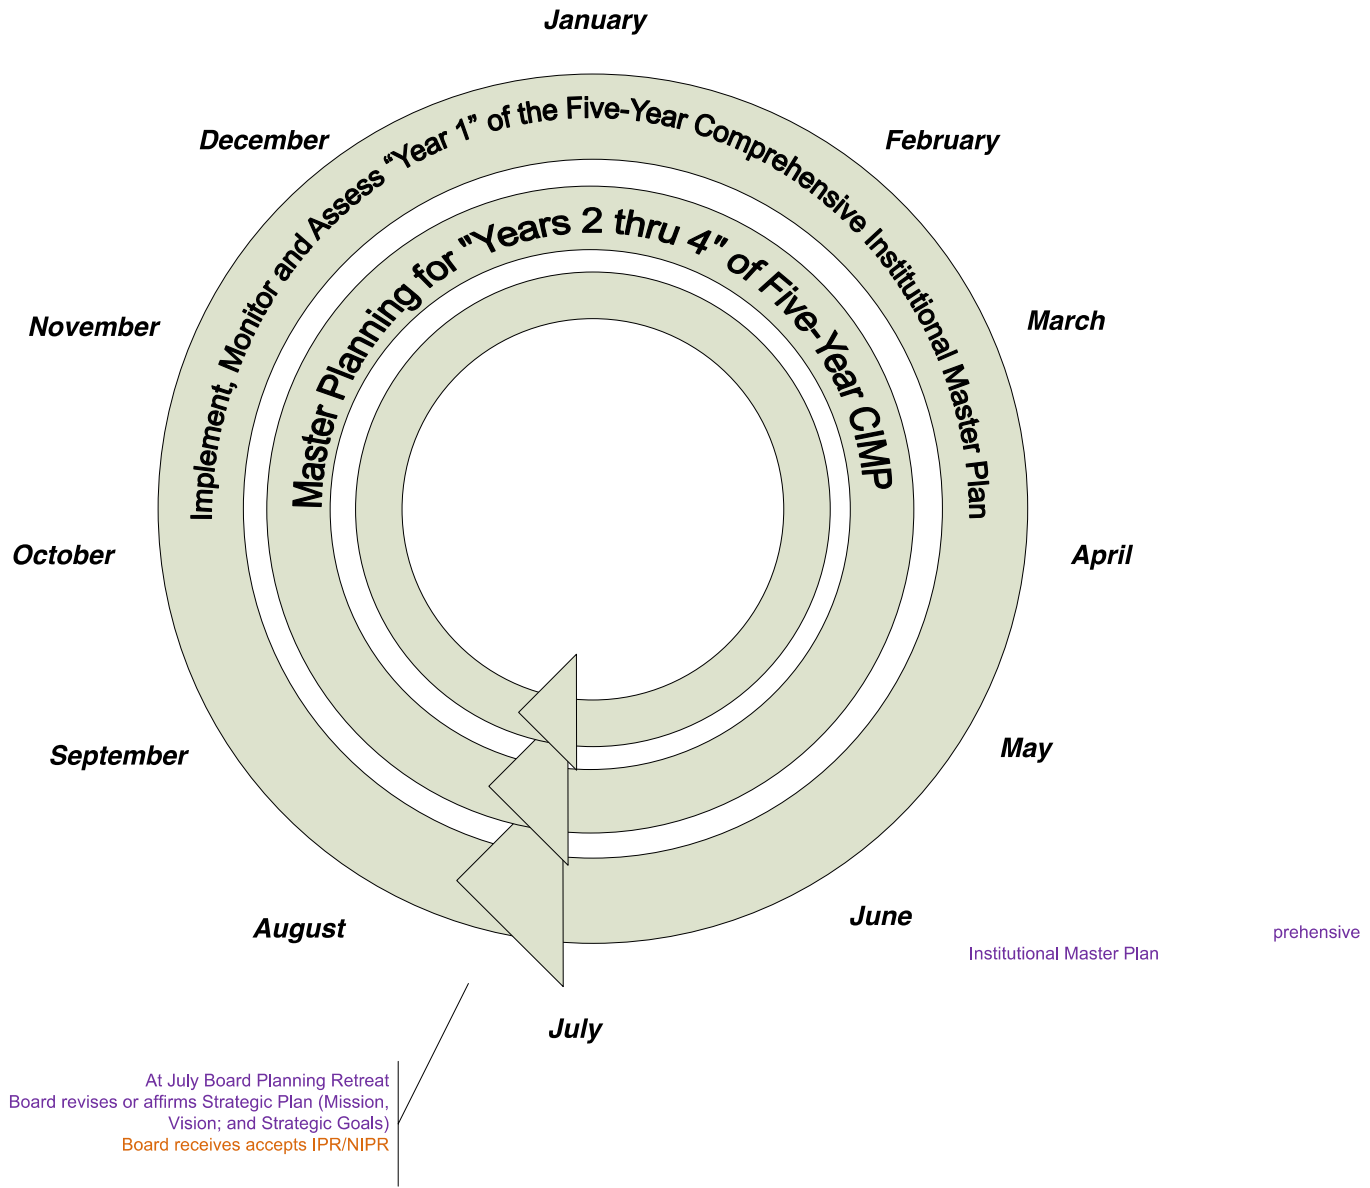 January
December
February
Implement, Monitor and Assess “Year 1” of the Five-Year Comprehensive Institutional Master Plan
Master Planning for "Years 2 thru 4" of Five-Year CIMP
November
March
October
April
September
May
August
June
prehensive
Institutional Master Plan
July
At July Board Planning Retreat
Board revises or affirms Strategic Plan (Mission,
Vision; and Strategic Goals)
Board receives accepts IPR/NIPR